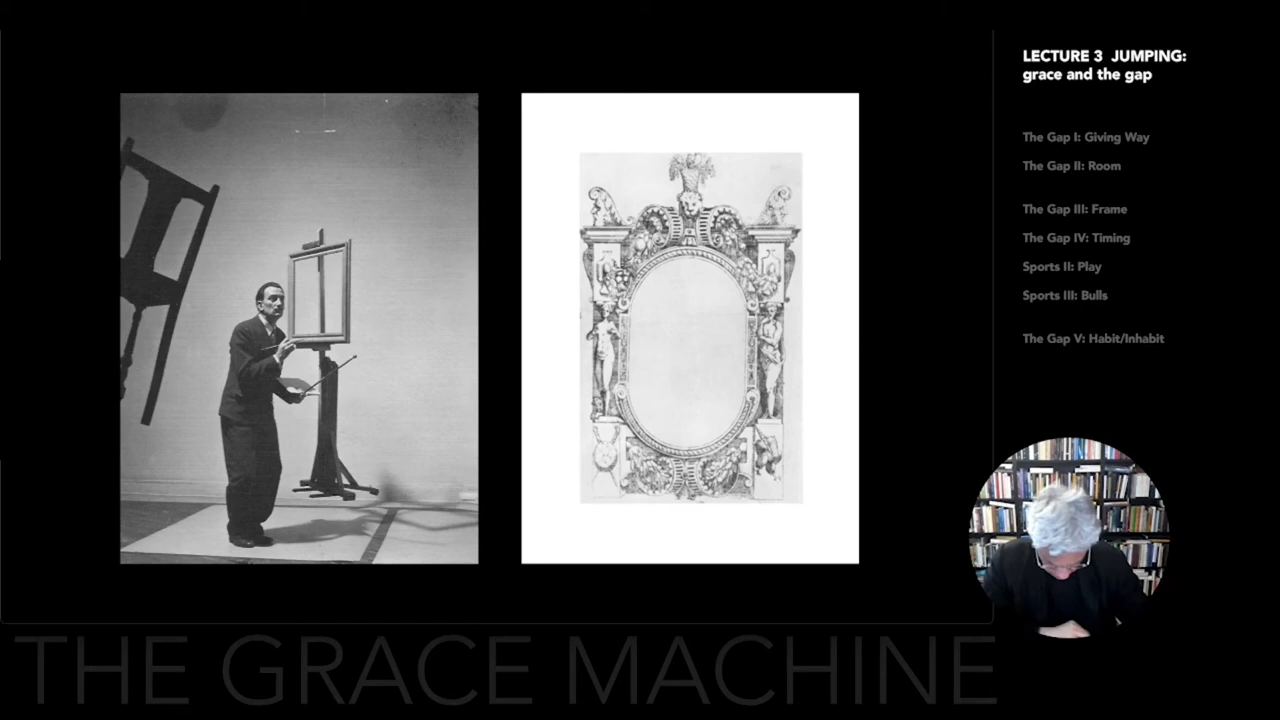 LECTURE 3 JUMPING:
grace and the gap
The Gap I: Giving Way
The Gap II: Room
The Gap III: Frame
The Gap IV: Timing
Sports II: Play
Sports III: Bulls
The Gap V: Habit/Inhabit
THE GRACE MACHINE